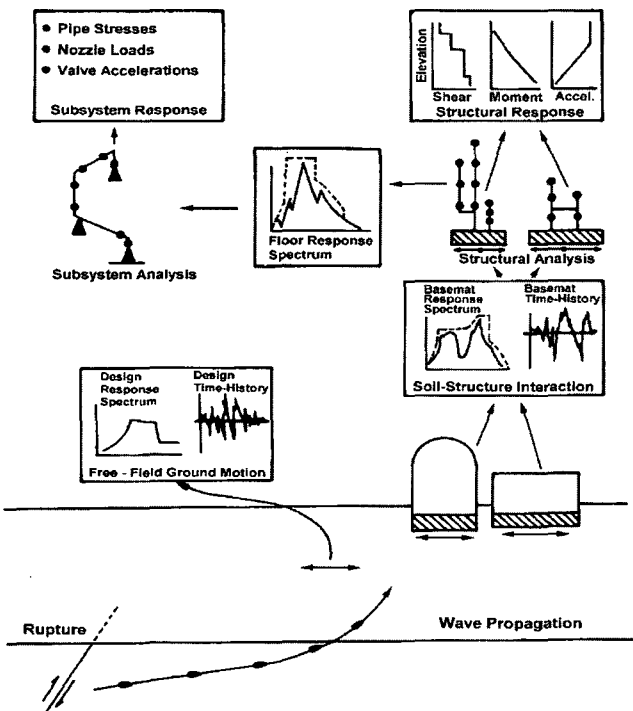 • Pipe Stresses
• Nozzle Loads
• Valve Accelerations
Subsystem Response
Elevation
Shear
Moment
Accel.
Structural Response
Floor Response
Spectrum
Subsystem Analysis
Structural Analysis
Basemat
Response
Spectrum
Basemat
Time-History
Soil-Structure Interaction
Design
Response
Spectrum
Design
Time-History
Free - Field Ground Motion
Rupture
Wave Propagation